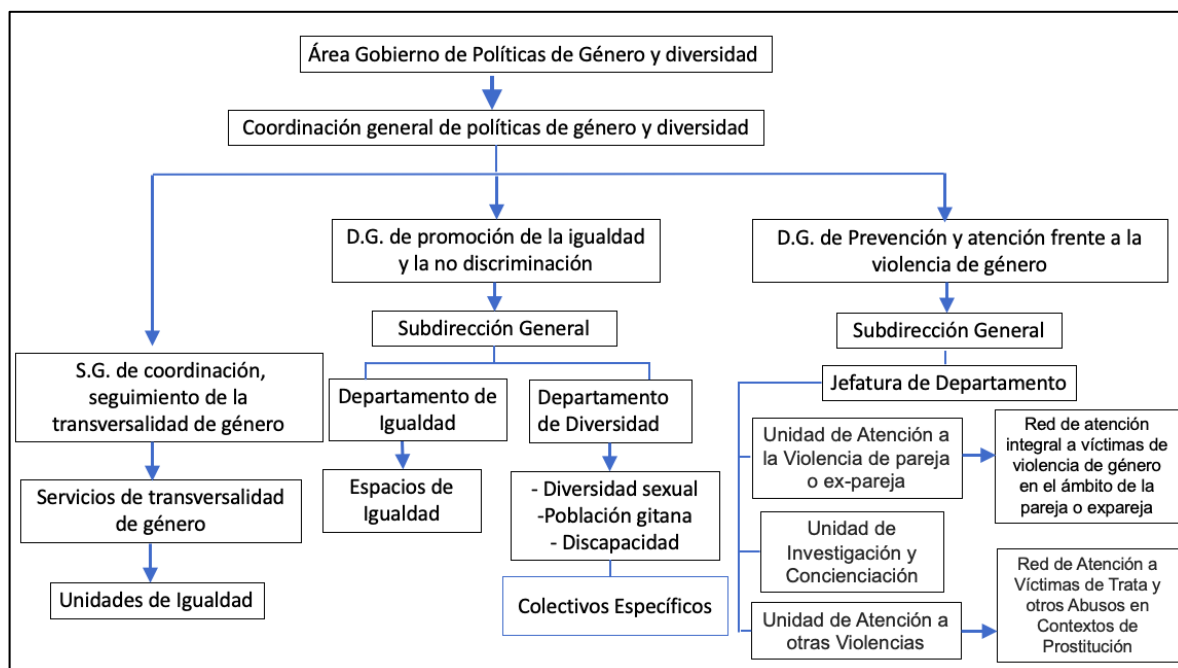 Área Gobierno de Políticas de Género y diversidad
Coordinación general de políticas de género y diversidad
D.G. de promoción de la igualdad
y la no discriminación
D.G. de Prevención y atención frente a la
violencia de género
Subdirección General
Subdirección General
S.G. de coordinación,
seguimiento de la
transversalidad de género
Departamento de
Igualdad
Departamento
de Diversidad
Jefatura de Departamento
Unidad de Atención a
la Violencia de pareja
o ex-pareja
Red de atención
integral a víctimas de
violencia de género
en el ámbito de la
pareja o expareja
Servicios de transversalidad
de género
Espacios de
Igualdad
- Diversidad sexual
-Población gitana
- Discapacidad
Unidad de
Investigación y
Concienciación
Unidades de Igualdad
Colectivos Específicos
Unidad de Atención a
otras Violencias
Red de Atención a
Víctimas de Trata y
otros Abusos en
Contextos de
Prostitución